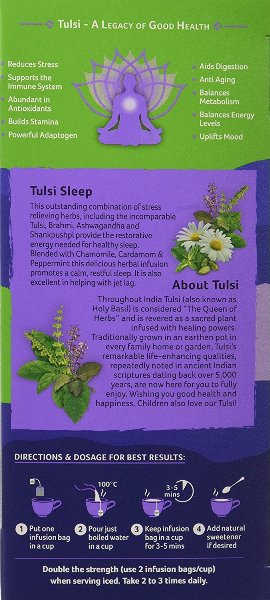 Tulsi ~ A Legacy of Good Health
Reduces Stress
Supports the
Immune System
Abundant In
Antioxidants
Builds Stamina
Powerful Adaptogen
Aids Digestion
Anti Aging
Balances
Metabolism
Balances Energy
Levels
Uplifts Mood
Tulsi Sleep
This outstanding combination of stress
relieving herbs, including the incomparable
Tulsi, Brahmi, Ashwagandha and
Shankpushpi provide the restorative
energy needed for healthy sleep.
Blended with Chamomile, Cardamom &
Peppermint this delicious herbal infusion
promotes a calm, restful sleep. It is also
excellent in helping with jet lag.
About Tulsi
Throughout India Tulsi (also known as
Holy Basil) is considered "The Queen of
Herbs" and is revered as a sacred plant
infused with healing powers.
Traditionally grown in an earthen pot in
every family home or garden, Tulsi's
remarkable life-enhancing qualities,
repeatedly noted in ancient Indian
scriptures dating back over 5,000
years, are now here for you to fully
enjoy. Wishing you good health and
happiness. Children also love our Tulsi!
DIRECTIONS & DOSAGE FOR BEST RESULTS:
100°C
3-5
mins
1 Put one
infusion bag
in a cup
2 Pour just
boiled water
in a cup
3 Keep infusion
bag in a cup
for 3-5 mins
4 Add natural
sweetener
if desired
Double the strength (use 2 infusion bags/cup)
when serving iced. Take 2 to 3 times daily.